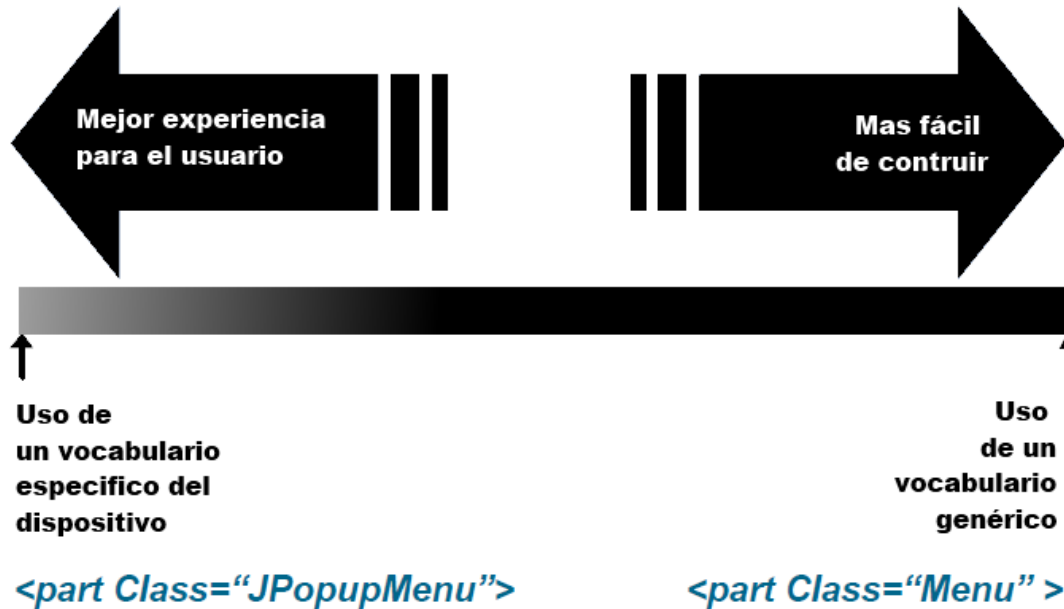 Mejor experiencia
para el usuario
Mas fácil
de contruir
Uso de
un vocabulario
especifico del
dispositivo
Uso
de un
vocabulario
genérico
<part Class=“JPopupMenu”>
<part Class=“Menu” >